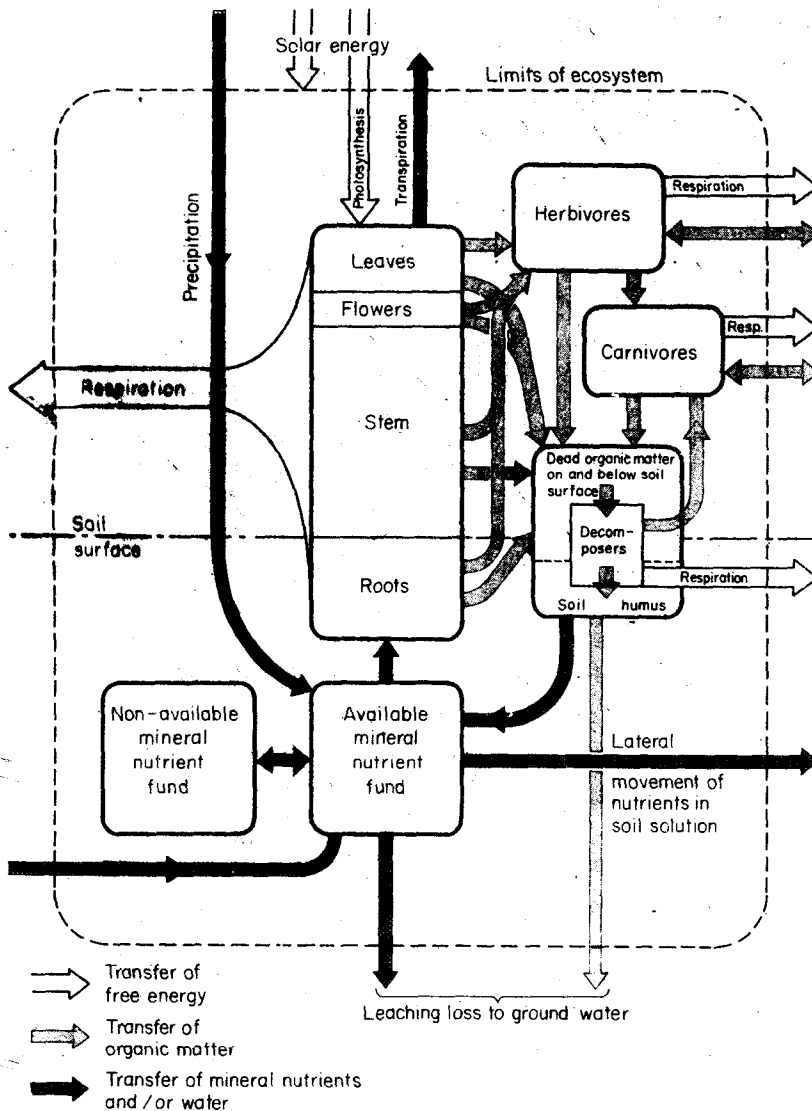 Solar energy
Limits of ecosystem
Photosynthesis
Transpiration
Precipitation
Respiration
Herbivores
Leaves
Flowers
Resp.
Carnivores
Respiration
Stem
Dead organic matter
on and below soil
surface
Soil
surface
Decom-
posers
Respiration
Roots
Soil humus
Non-available
mineral
nutrient
fund
Available
mineral
nutrient
fund
Lateral
movement of
nutrients in
soil solution
Transfer of
free energy
Leaching loss to ground water
Transfer of
organic matter
Transfer of mineral nutrients
and / or water